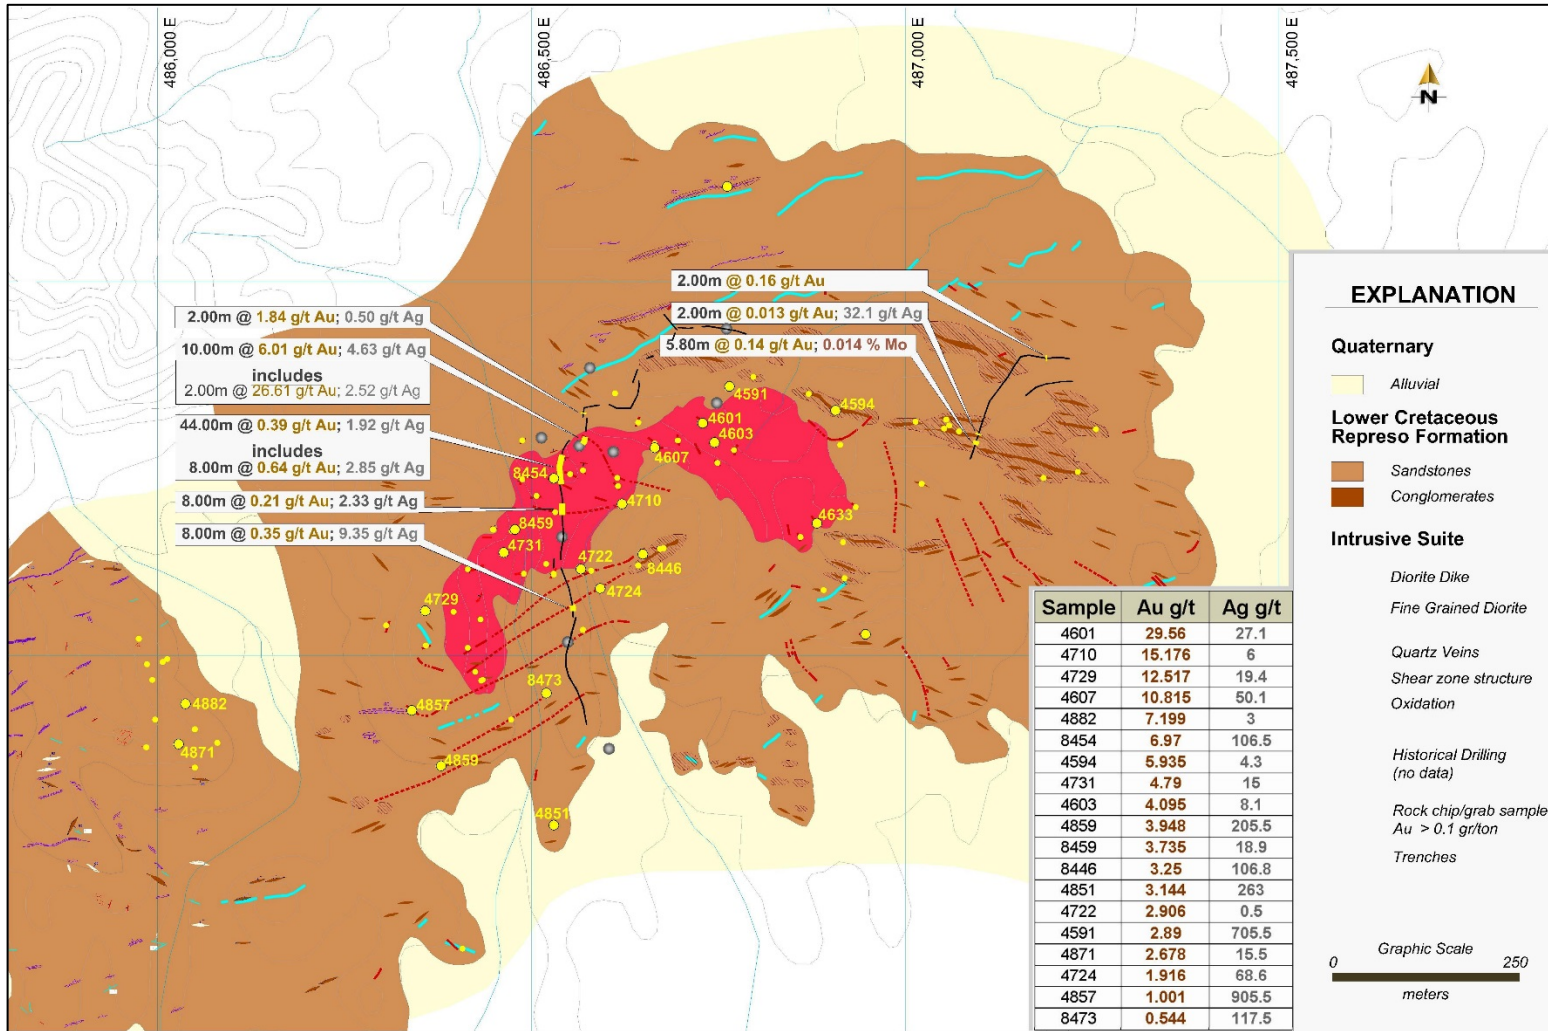 486,000 E
486,500 E
487,000 E
487,500 E
N
2.00m @ 0.16 g/t Au
2.00m @ 0.013 g/t Au; 32.1 g/t Ag
5.80m @ 0.14 g/t Au; 0.014 % Mo
2.00m @ 1.84 g/t Au; 0.50 g/t Ag
10.00m @ 6.01 g/t Au; 4.63 g/t Ag
includes
2.00m @ 26.61 g/t Au; 2.52 g/t Ag
44.00m @ 0.39 g/t Au; 1.92 g/t Ag
includes
8.00m @ 0.64 g/t Au; 2.85 g/t Ag
8.00m @ 0.21 g/t Au; 2.33 g/t Ag
8.00m @ 0.35 g/t Au; 9.35 g/t Ag
4591
4594
4601
4603
4607
8454
4710
4633
8459
4731
4722
8446
4724
4729
8473
4857
4882
4871
4859
4851
EXPLANATION
Quaternary
Alluvial
Lower Cretaceous
Represo Formation
Sandstones
Conglomerates
Intrusive Suite
Diorite Dike
Fine Grained Diorite
Quartz Veins
Shear zone structure
Oxidation
Historical Drilling
(no data)
Rock chip/grab sample
Au > 0.1 gr/ton
Trenches
Graphic Scale
0 250
meters
Sample Au g/t Ag g/t
4601 29.56 27.1
4710 15.176 6
4729 12.517 19.4
4607 10.815 50.1
4882 7.199 3
8454 6.97 106.5
4594 5.935 4.3
4731 4.79 15
4603 4.095 8.1
4859 3.948 205.5
8459 3.735 18.9
8446 3.25 106.8
4851 3.144 263
4722 2.906 0.5
4591 2.89 705.5
4871 2.678 15.5
4724 1.916 68.6
4857 1.001 905.5
8473 0.544 117.5